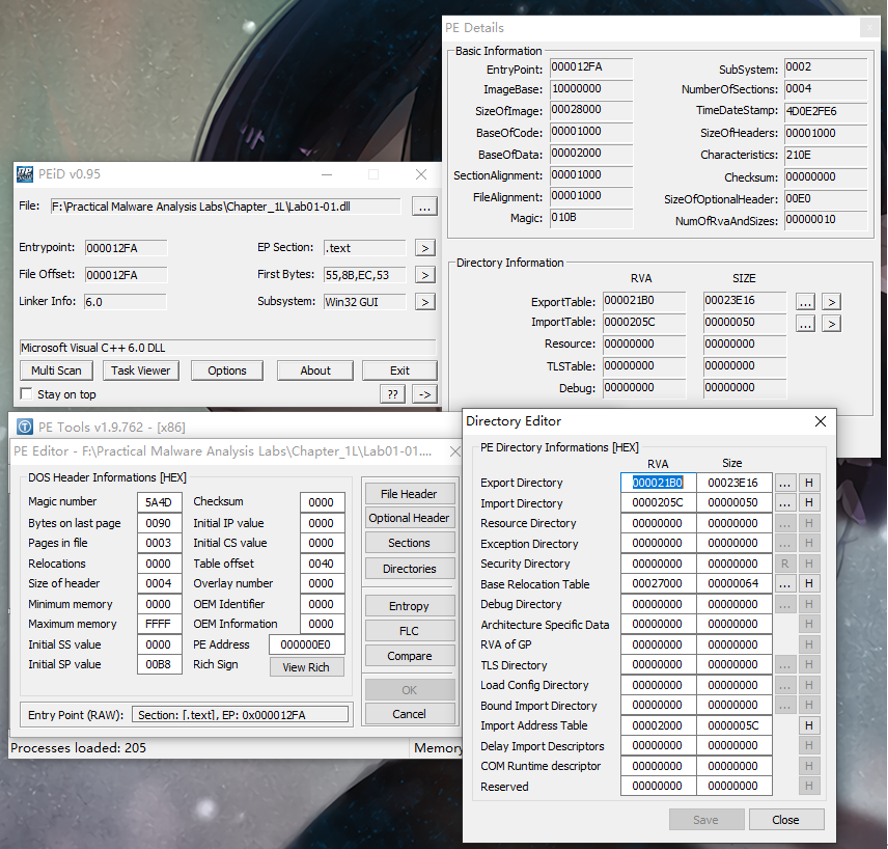 PE Details
Basic Information
EntryPoint: 000012FA SubSystem: 0002
ImageBase: 10000000 NumberOfSections: 0004
SizeOfImage: 00028000 TimeDateStamp: 4D0E2FE6
BaseOfCode: 00001000 SizeOfHeaders: 00001000
BaseOfData: 00002000 Characteristics: 210E
SectionAlignment: 00001000 Checksum: 00000000
FileAlignment: 00001000 SizeOfOptionalHeader: 00E0
Magic: 010B NumOfRvaAndSizes: 00000010
Directory Information
RVA SIZE
ExportTable: 000021B0 00023E16 ... >
ImportTable: 0000205C 00000050 ... >
Resource: 00000000 00000000
TLSTable: 00000000 00000000
Debug: 00000000 00000000
PEiD v0.95
File: F:\Practical Malware Analysis Labs\Chapter_1L\Lab01-01.dll ...
Entrypoint: 000012FA EP Section: .text >
File Offset: 000012FA First Bytes: 55,8B,EC,53 >
Linker Info: 6.0 Subsystem: Win32 GUI >
Microsoft Visual C++ 6.0 DLL
Multi Scan Task Viewer Options About Exit
Stay on top ?? ->
PE Tools v1.9.762 - [x86]
PE Editor - F:\Practical Malware Analysis Labs\Chapter_1L\Lab01-01....
DOS Header Informations [HEX]
Magic number 5A4D Checksum 0000
Bytes on last page 0090 Initial IP value 0000
Pages in file 0003 Initial CS value 0000
Relocations 0000 Table offset 0040
Size of header 0004 Overlay number 0000
Minimum memory 0000 OEM Identifier 0000
Maximum memory FFFF OEM Information 0000
Initial SS value 0000 PE Address 000000E0
Initial SP value 00B8 Rich Sign View Rich
Entry Point (RAW): Section: [.text], EP: 0x000012FA
File Header
Optional Header
Sections
Directories
Entropy
FLC
Compare
OK
Cancel
Processes loaded: 205 Memory
Directory Editor
PE Directory Informations [HEX]
RVA Size
Export Directory 000021B0 00023E16 ... H
Import Directory 0000205C 00000050 ... H
Resource Directory 00000000 00000000 ... H
Exception Directory 00000000 00000000 ... H
Security Directory 00000000 00000000 R H
Base Relocation Table 00027000 00000064 ... H
Debug Directory 00000000 00000000 ... H
Architecture Specific Data 00000000 00000000 H
RVA of GP 00000000 00000000 H
TLS Directory 00000000 00000000 ... H
Load Config Directory 00000000 00000000 ... H
Bound Import Directory 00000000 00000000 ... H
Import Address Table 00002000 0000005C H
Delay Import Descriptors 00000000 00000000 H
COM Runtime descriptor 00000000 00000000 H
Reserved 00000000 00000000 H
Save Close